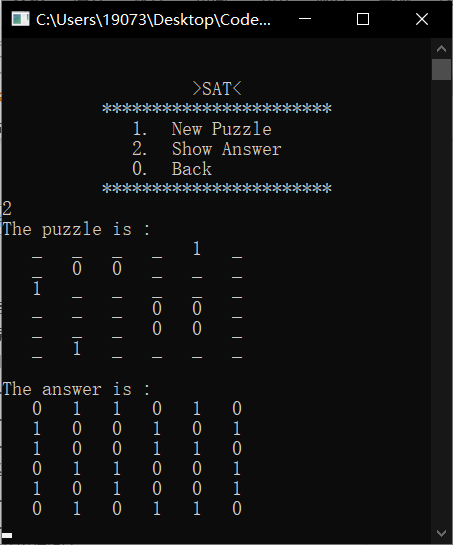 C:\Users\19073\Desktop\Code...
>SAT<
***********************
1. New Puzzle
2. Show Answer
0. Back
***********************
2
The puzzle is :
_ _ _ _ 1 _
_ 0 0 _ _ _
1 _ _ _ _ _
_ _ _ 0 0 _
_ _ _ 0 0 _
_ 1 _ _ _ _
The answer is :
0 1 1 0 1 0
1 0 0 1 0 1
1 0 0 1 1 0
0 1 1 0 0 1
1 0 1 0 0 1
0 1 0 1 1 0